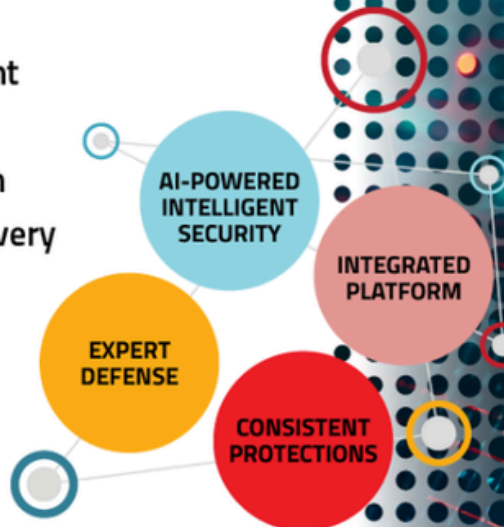 AI-POWERED
INTELLIGENT
SECURITY
INTEGRATED
PLATFORM
EXPERT
DEFENSE
CONSISTENT
PROTECTIONS